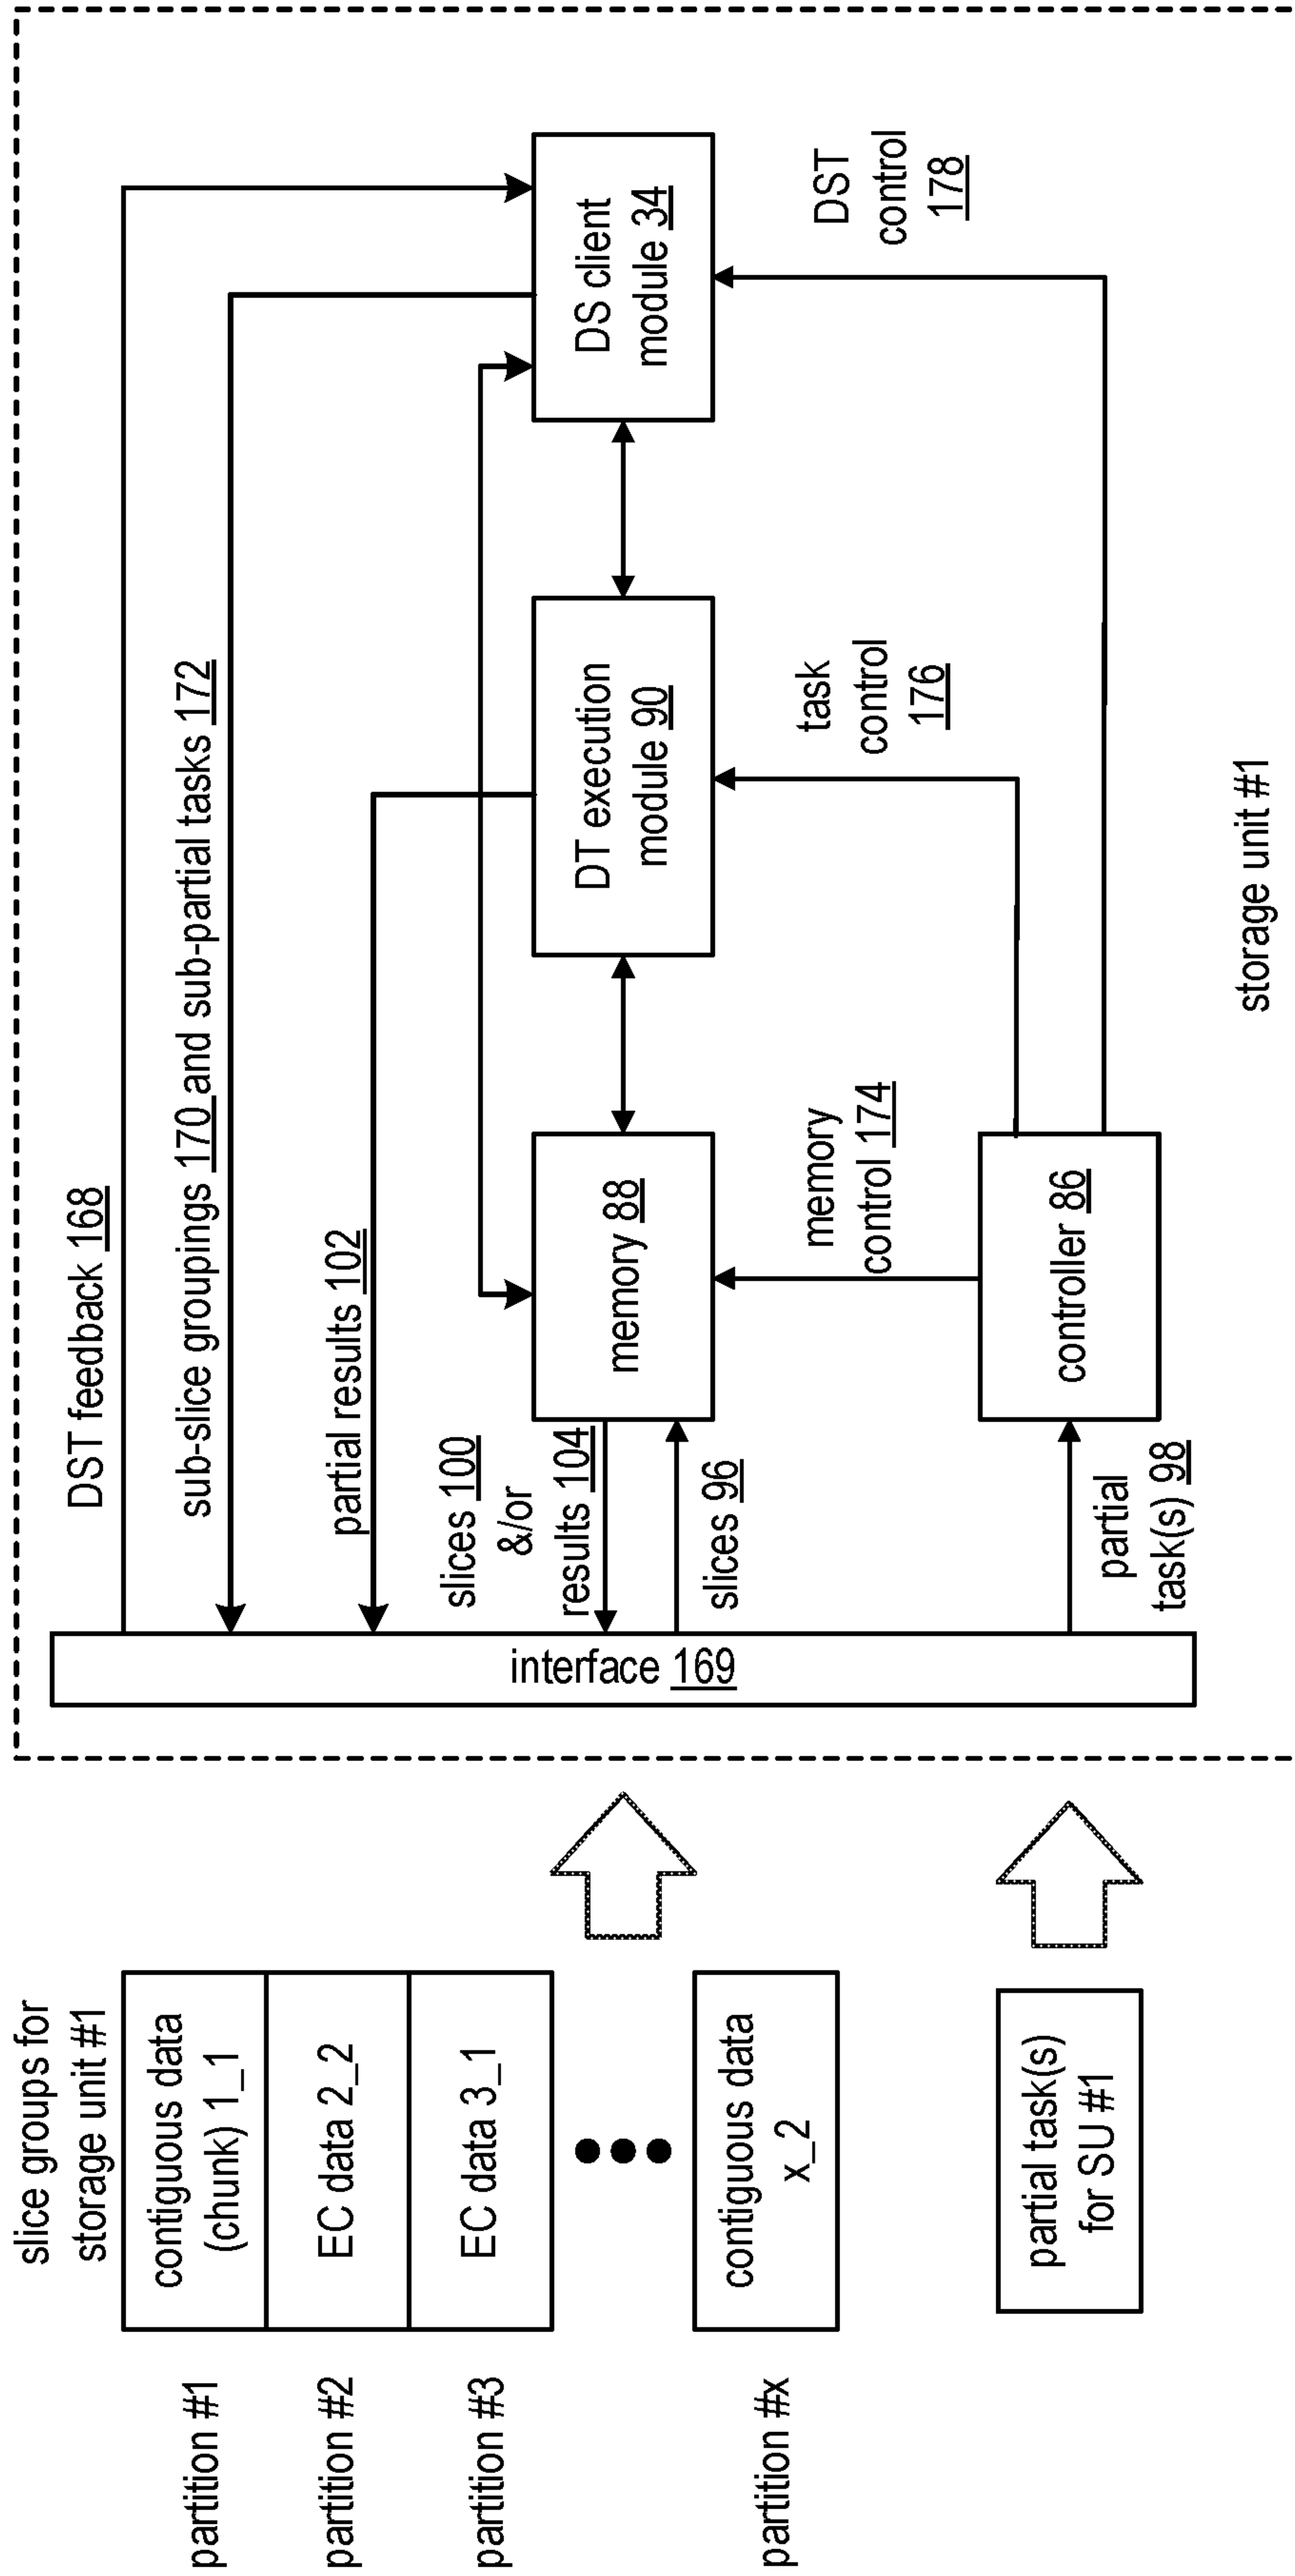 slice groups for
storage unit #1
partition #1
contiguous data
(chunk) 1_1
partition #2
EC data 2_2
partition #3
EC data 3_1
partition #x
contiguous data
x_2
partial task(s)
for SU #1
interface 169
DST feedback 168
sub-slice groupings 170 and sub-partial tasks 172
partial results 102
slices 100
&/or
results 104
slices 96
partial
task(s) 98
memory 88
DT execution
module 90
DS client
module 34
memory
control 174
task
control
176
DST
control
178
controller 86
storage unit #1